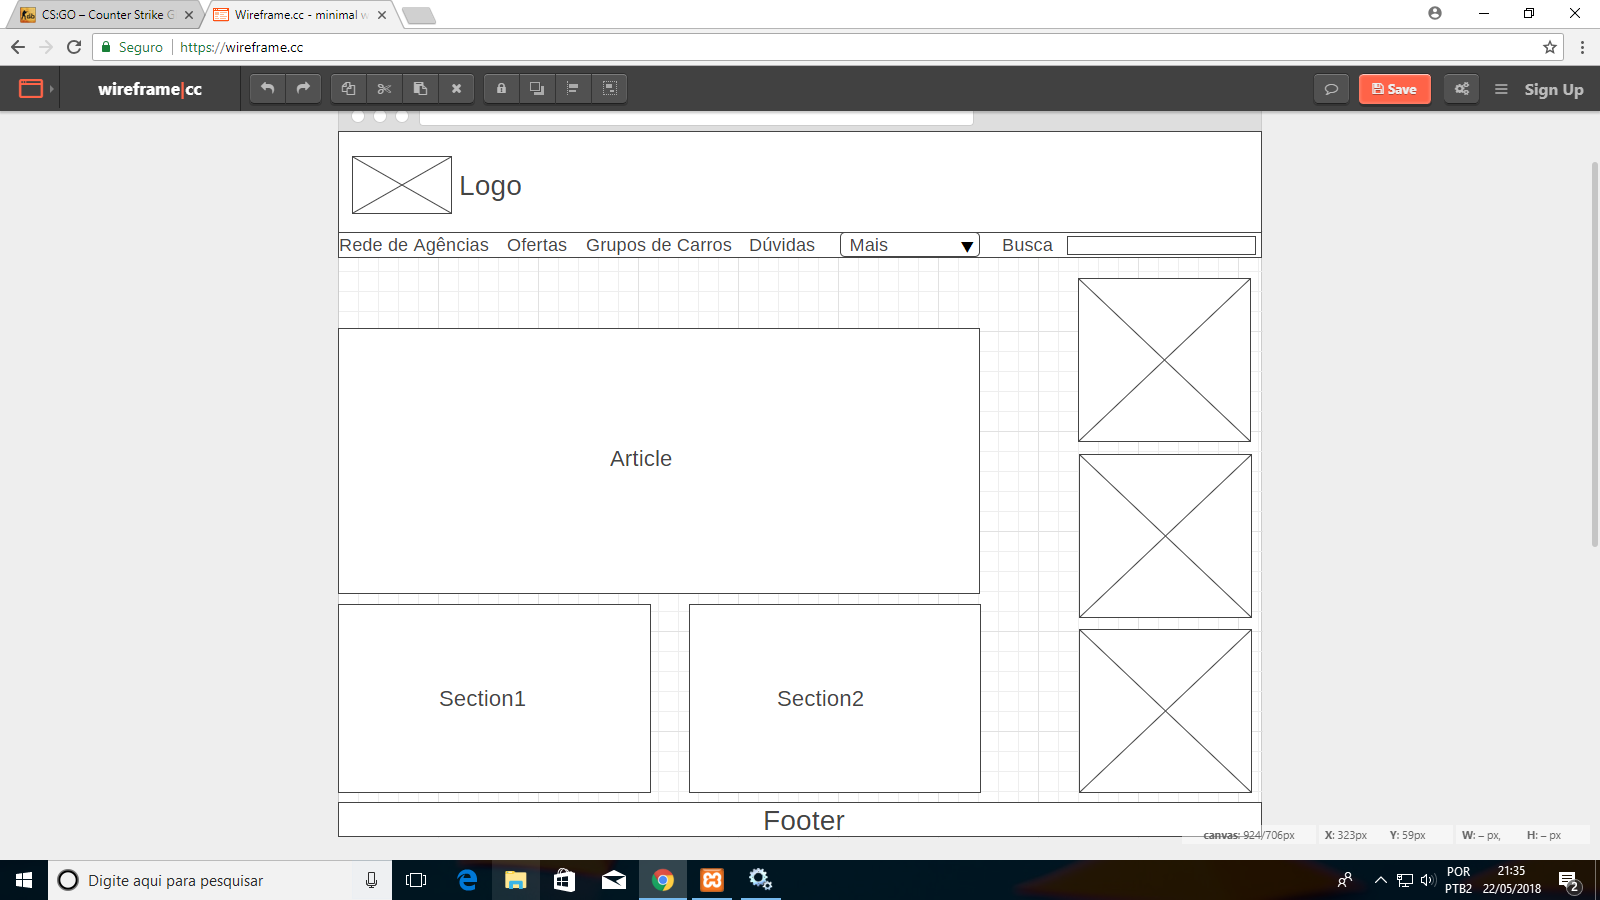 CS:GO – Counter Strike G
Wireframe.cc - minimal w
Seguro
https://wireframe.cc
wireframe|cc
Save
Sign Up
Logo
Rede de Agências Ofertas Grupos de Carros Dúvidas Mais Busca
Article
Section1
Section2
Footer
canvas: 924/706px X: 323px Y: 59px W: – px, H: – px
Digite aqui para pesquisar
POR
PTB2
21:35
22/05/2018
2